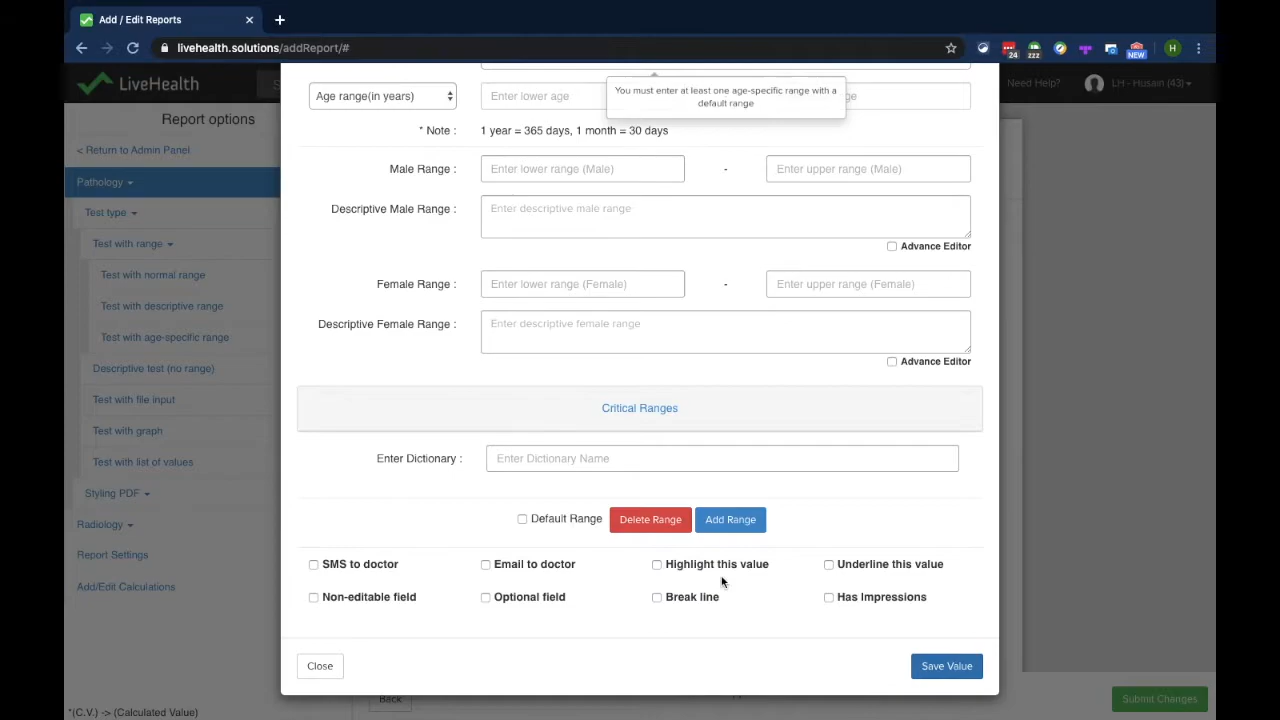 Add / Edit Reports
livehealth.solutions/addReport/#
24
zzz
NEW
H
LiveHealth
S
Need Help?
LH - Husain (43)
Report options
< Return to Admin Panel
Pathology
Test type
Test with range
Test with normal range
Test with descriptive range
Test with age-specific range
Descriptive test (no range)
Test with file input
Test with graph
Test with list of values
Styling PDF
Radiology
Report Settings
Add/Edit Calculations
*(C.V.) -> (Calculated Value)
You must enter at least one age-specific range with a
default range
Age range(in years)
Enter lower age
* Note :
1 year = 365 days, 1 month = 30 days
Male Range :
Enter lower range (Male)
-
Enter upper range (Male)
Descriptive Male Range :
Enter descriptive male range
Advance Editor
Female Range :
Enter lower range (Female)
-
Enter upper range (Female)
Descriptive Female Range :
Enter descriptive female range
Advance Editor
Critical Ranges
Enter Dictionary :
Enter Dictionary Name
Default Range
Delete Range
Add Range
SMS to doctor
Email to doctor
Highlight this value
Underline this value
Non-editable field
Optional field
Break line
Has Impressions
Close
Save Value
Back
Submit Changes